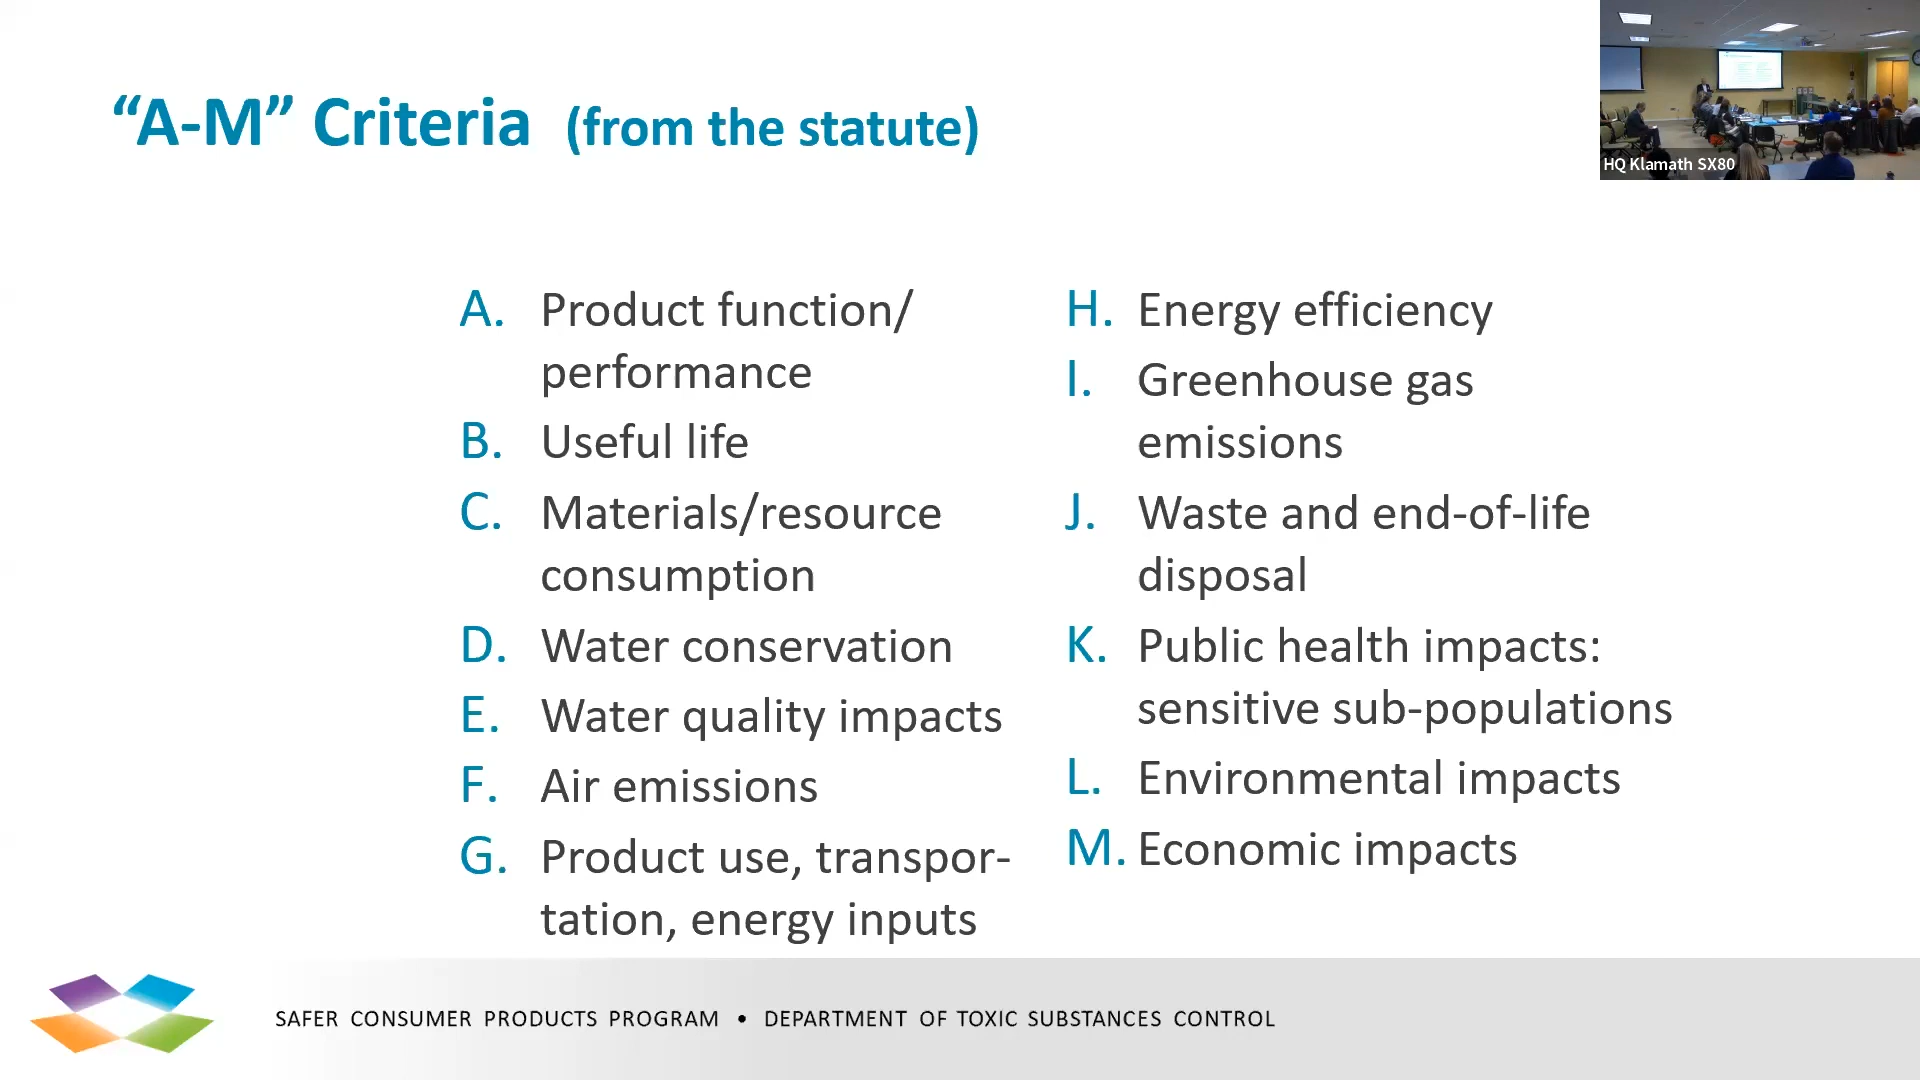 “A-M” Criteria (from the statute)
HQ Klamath SX80
A. Product function/
performance
B. Useful life
C. Materials/resource
consumption
D. Water conservation
E. Water quality impacts
F. Air emissions
G. Product use, transpor-
tation, energy inputs
H. Energy efficiency
I. Greenhouse gas
emissions
J. Waste and end-of-life
disposal
K. Public health impacts:
sensitive sub-populations
L. Environmental impacts
M. Economic impacts
SAFER CONSUMER PRODUCTS PROGRAM • DEPARTMENT OF TOXIC SUBSTANCES CONTROL